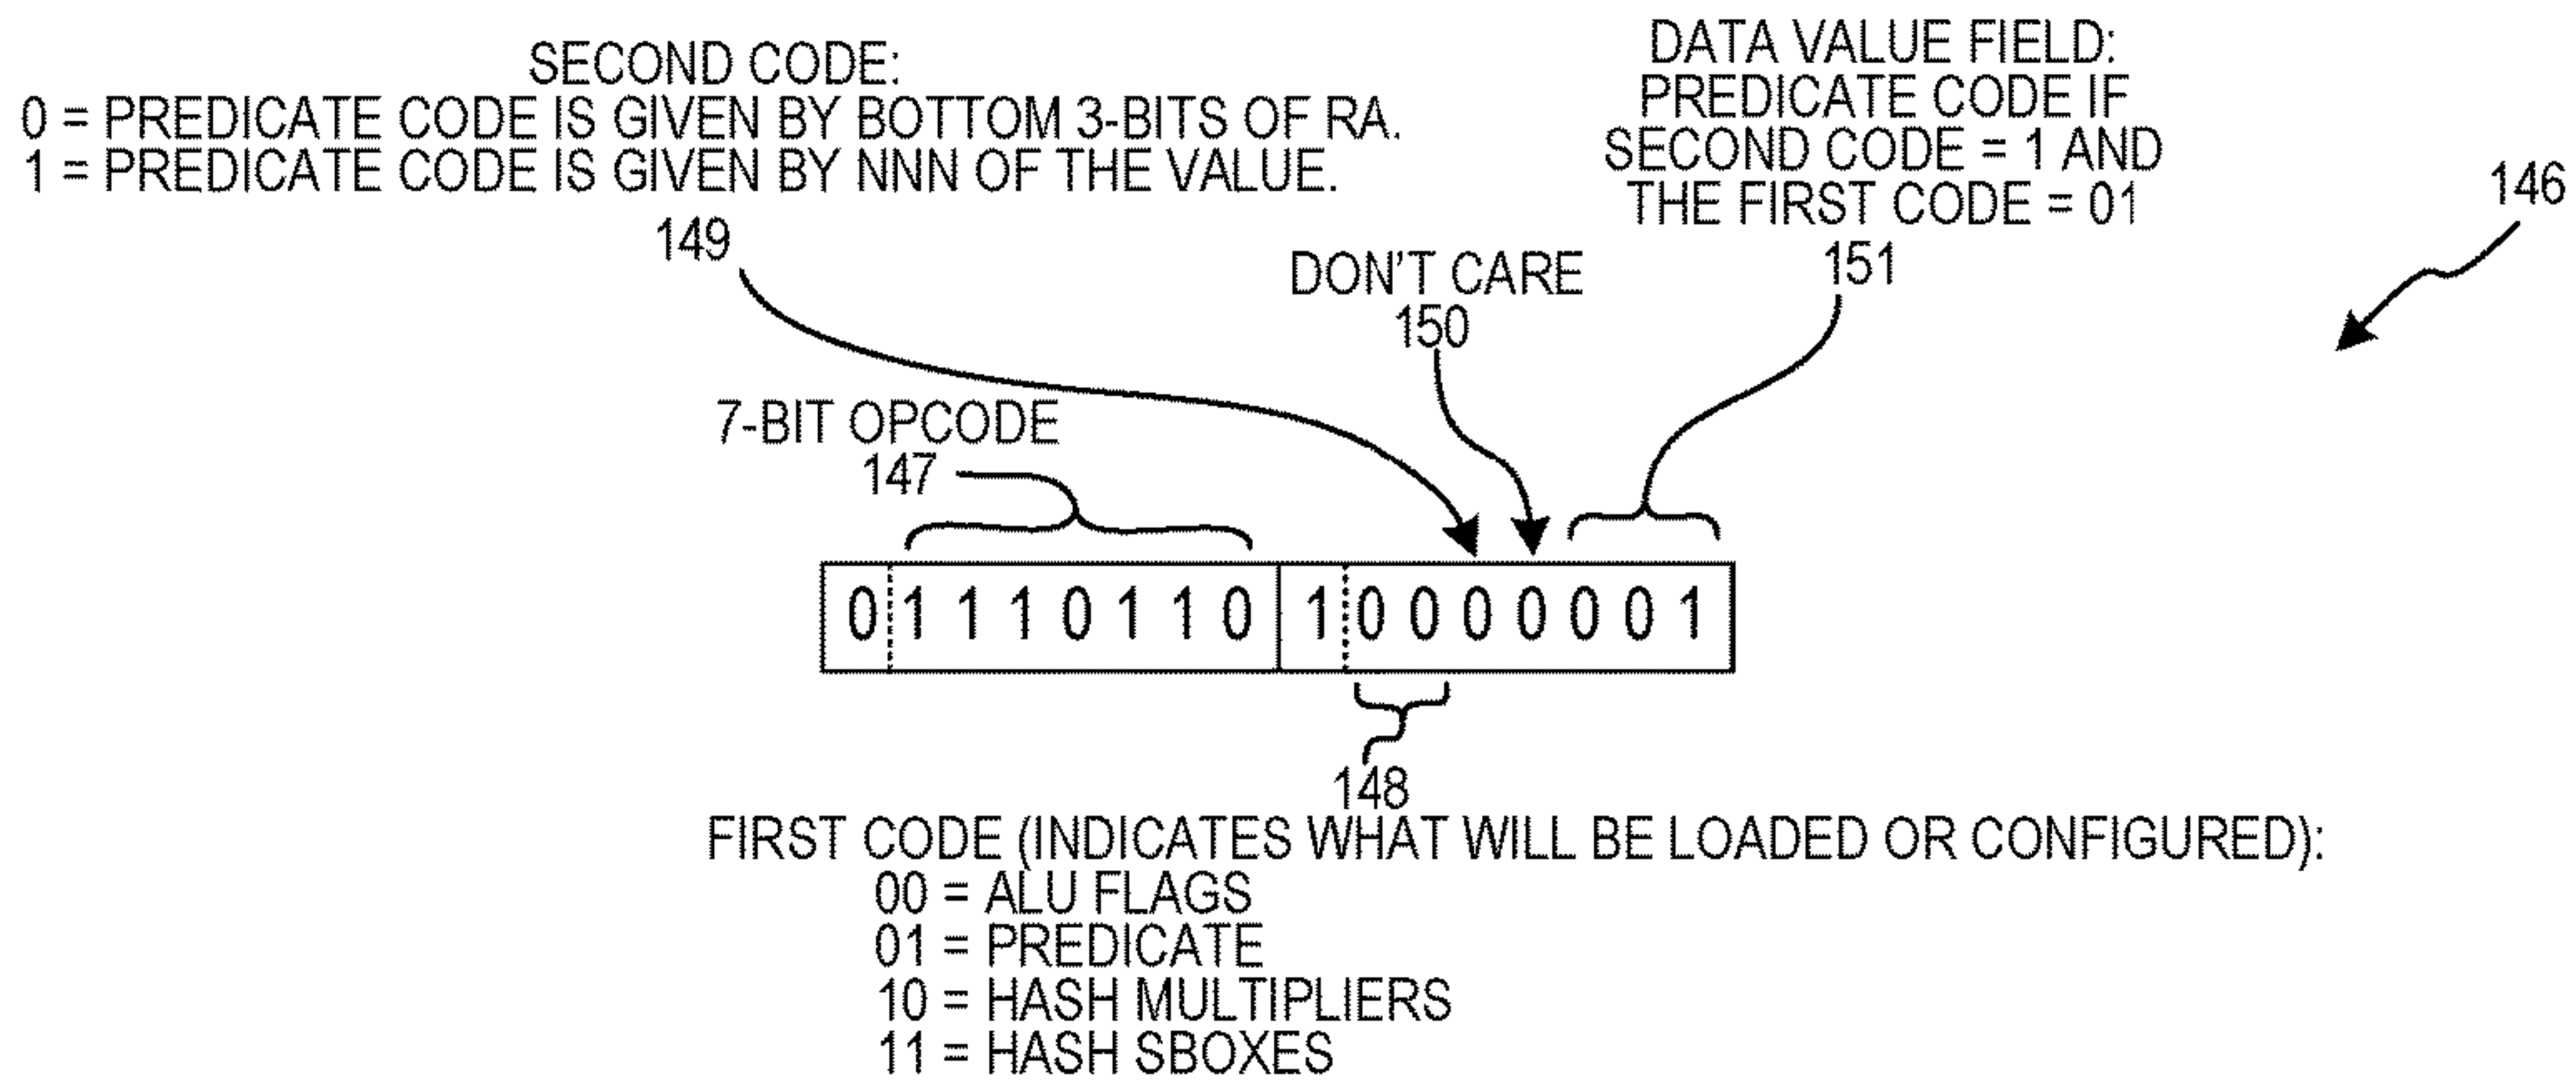 SECOND CODE:
0 = PREDICATE CODE IS GIVEN BY BOTTOM 3-BITS OF RA.
1 = PREDICATE CODE IS GIVEN BY NNN OF THE VALUE.
149
DATA VALUE FIELD:
PREDICATE CODE IF
SECOND CODE = 1 AND
THE FIRST CODE = 01
151
146
DON'T CARE
150
7-BIT OPCODE
147
0 1 1 1 0 1 1 0 1 0 0 0 0 0 0 1
148
FIRST CODE (INDICATES WHAT WILL BE LOADED OR CONFIGURED):
00 = ALU FLAGS
01 = PREDICATE
10 = HASH MULTIPLIERS
11 = HASH SBOXES